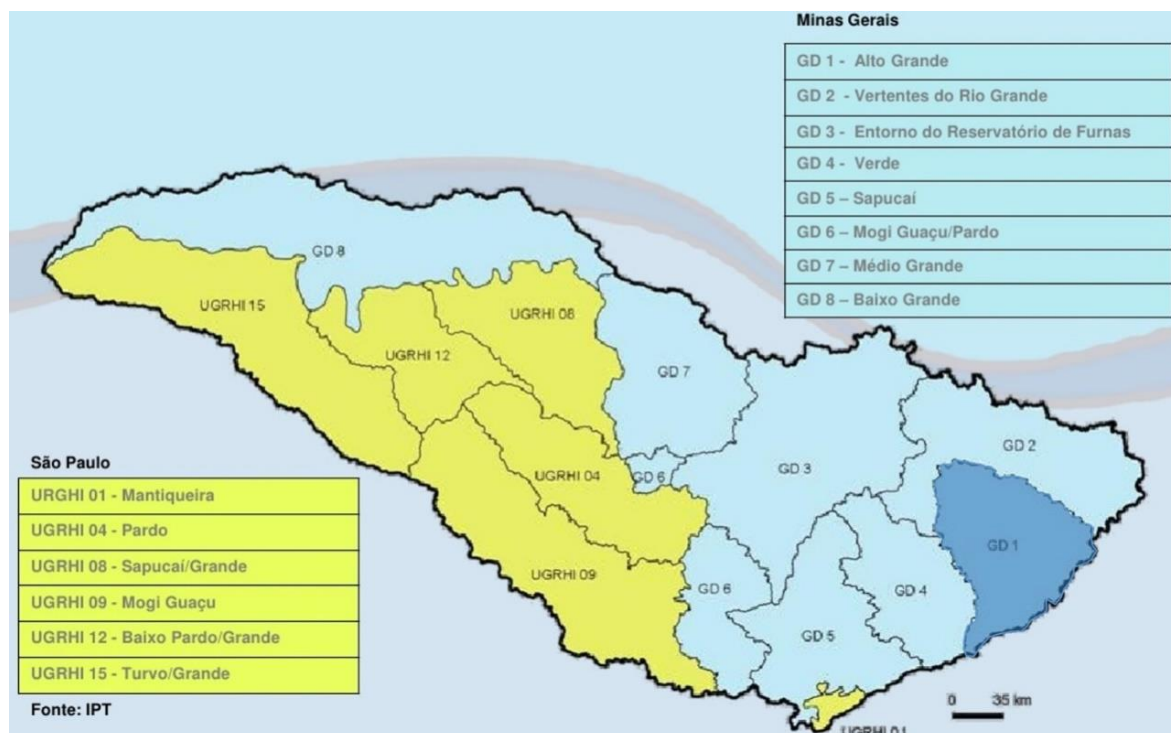 Minas Gerais
GD 1 - Alto Grande
GD 2 - Vertentes do Rio Grande
GD 3 - Entorno do Reservatório de Furnas
GD 4 - Verde
GD 5 – Sapucaí
GD 6 – Mogi Guaçu/Pardo
GD 7 – Médio Grande
GD 8 – Baixo Grande
GD 8
UGRHI 15
UGRHI 08
UGRHI 12
GD 7
GD 2
GD 3
GD 6
UGRHI 04
GD 1
UGRHI 09
GD 6
GD 4
GD 5
São Paulo
URGHI 01 - Mantiqueira
UGRHI 04 - Pardo
UGRHI 08 - Sapucaí/Grande
UGRHI 09 - Mogi Guaçu
UGRHI 12 - Baixo Pardo/Grande
UGRHI 15 - Turvo/Grande
Fonte: IPT
0 35 km
UGRHI 01